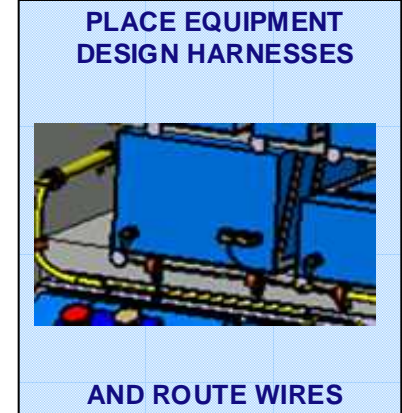 PLACE EQUIPMENT
DESIGN HARNESSES
AND ROUTE WIRES